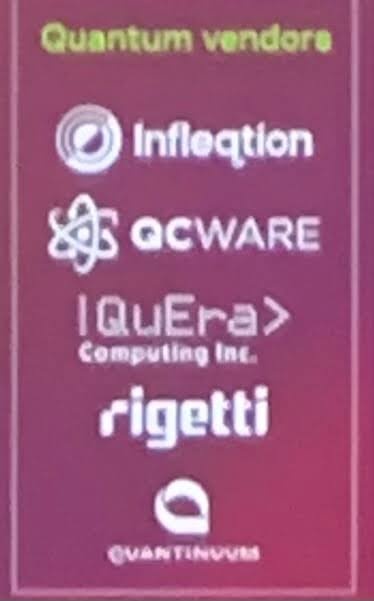 Quantum vendors
Infleqtion
QCWARE
|QuEra>
Computing Inc.
rigetti
QUANTINUUM